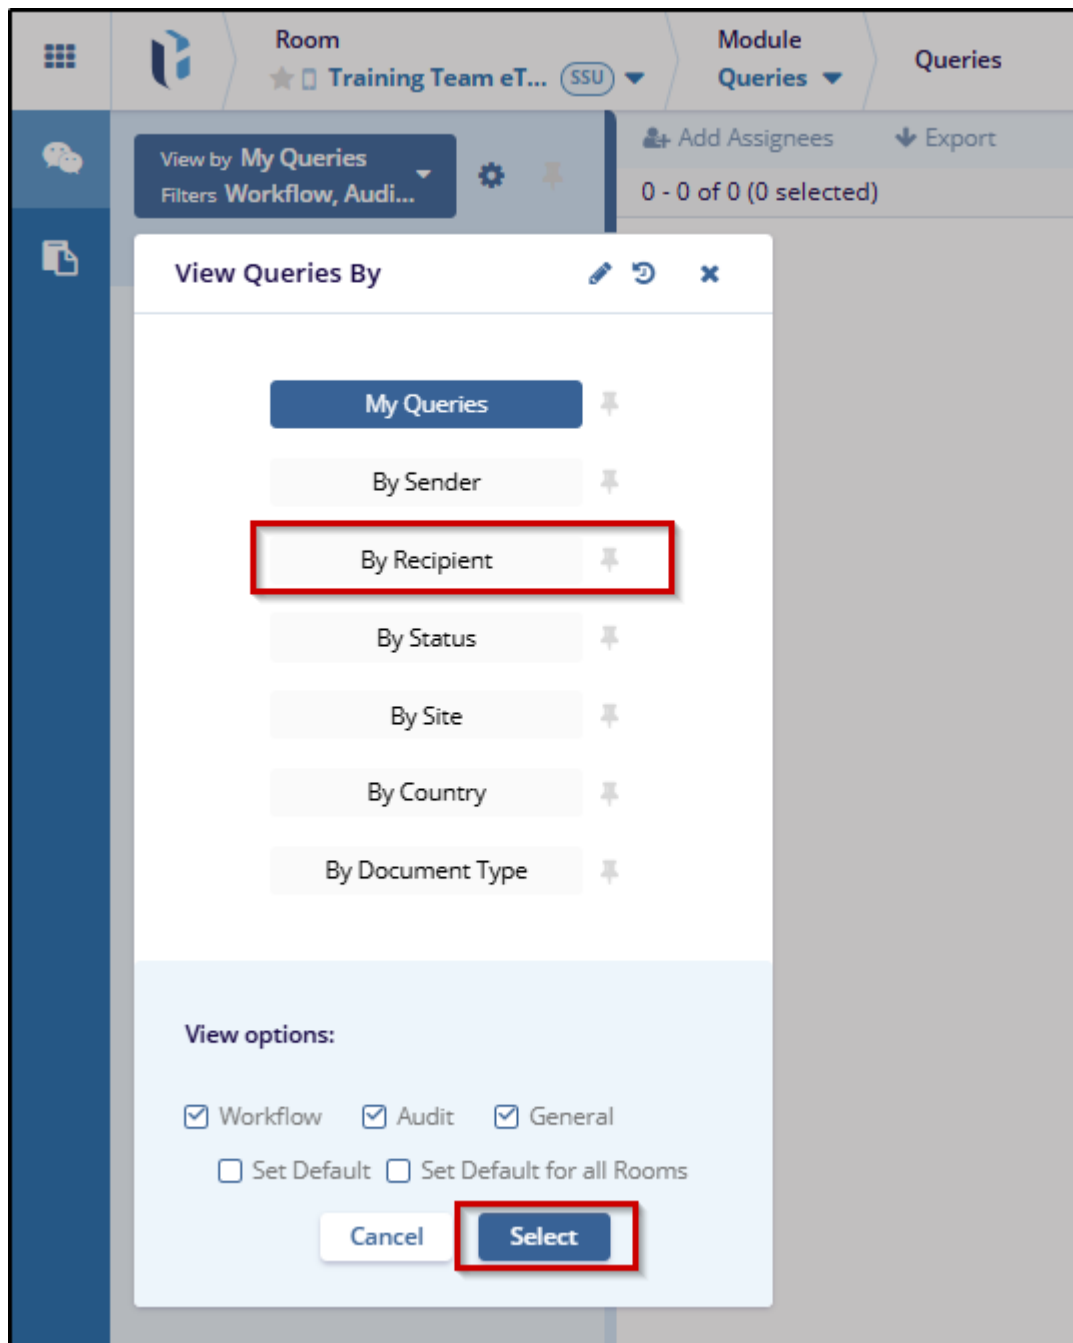 Room
Training Team eT... SSU
Module
Queries
Queries
View by My Queries
Filters Workflow, Audi...
Add Assignees
Export
0 - 0 of 0 (0 selected)
View Queries By
My Queries
By Sender
By Recipient
By Status
By Site
By Country
By Document Type
View options:
Workflow Audit General
Set Default Set Default for all Rooms
Cancel Select